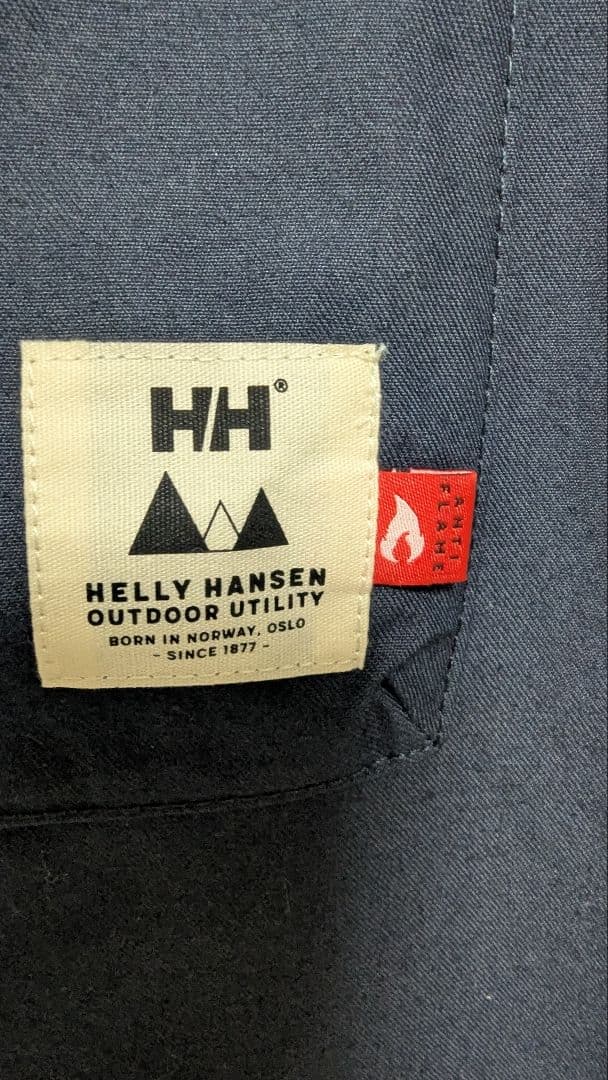 HH®
HELLY HANSEN
OUTDOOR UTILITY
BORN IN NORWAY, OSLO
- SINCE 1877 -
ANTI
FLAME